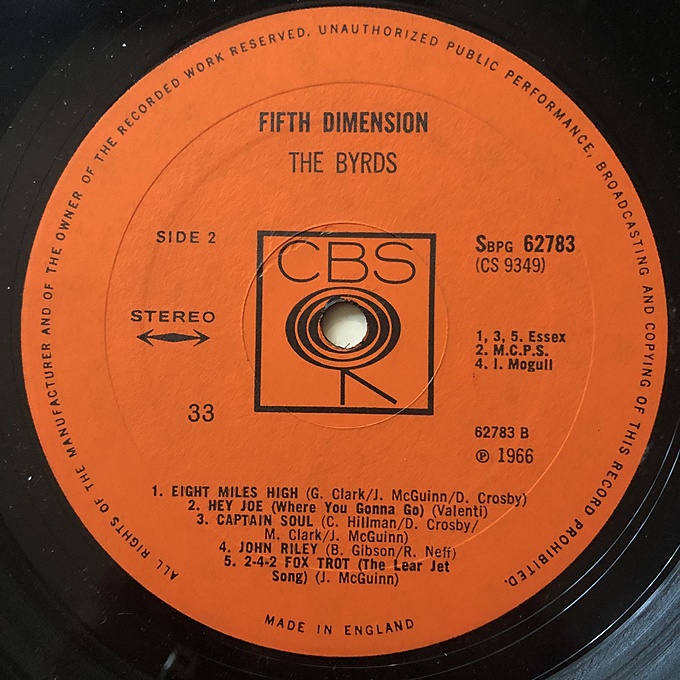 ALL RIGHTS OF THE MANUFACTURER AND OF THE OWNER OF THE RECORDED WORK RESERVED. UNAUTHORIZED PUBLIC PERFORMANCE, BROADCASTING AND COPYING OF THIS RECORD PROHIBITED.
FIFTH DIMENSION
THE BYRDS
SIDE 2
CBS
SBPG 62783
(CS 9349)
STEREO
1, 3, 5. Essex
2. M.C.P.S.
4. I. Mogull
33
62783 B
℗ 1966
1. EIGHT MILES HIGH (G. Clark/J. McGuinn/D. Crosby)
2. HEY JOE (Where You Gonna Go) (Valenti)
3. CAPTAIN SOUL (C. Hillman/D. Crosby/
M. Clark/J. McGuinn)
4. JOHN RILEY (B. Gibson/R. Neff)
5. 2-4-2 FOX TROT (The Lear Jet
Song) (J. McGuinn)
MADE IN ENGLAND